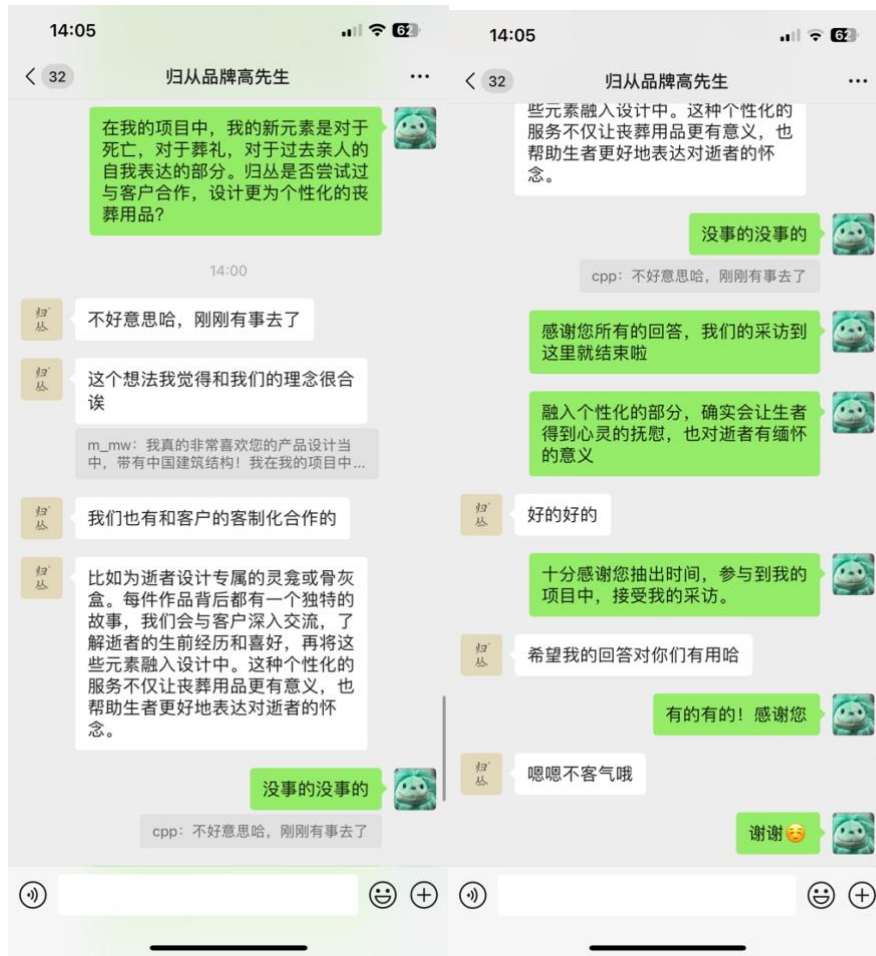 14:05
62
32
归从品牌高先生
在我的项目中，我的新元素是对于
死亡，对于葬礼，对于过去亲人的
自我表达的部分。归丛是否尝试过
与客户合作，设计更为个性化的丧
葬用品？
14:00
归丛
不好意思哈，刚刚有事去了
归丛
这个想法我觉得和我们的理念很合
诶
m_mw：我真的非常喜欢您的产品设计当
中，带有中国建筑结构！我在我的项目中...
归丛
我们也有和客户的客制化合作的
归丛
比如为逝者设计专属的灵龛或骨灰
盒。每件作品背后都有一个独特的
故事，我们会与客户深入交流，了
解逝者的生前经历和喜好，再将这
些元素融入设计中。这种个性化的
服务不仅让丧葬用品更有意义，也
帮助生者更好地表达对逝者的怀
念。
没事的没事的
cpp：不好意思哈，刚刚有事去了
14:05
62
32
归从品牌高先生
些元素融入设计中。这种个性化的
服务不仅让丧葬用品更有意义，也
帮助生者更好地表达对逝者的怀
念。
没事的没事的
cpp：不好意思哈，刚刚有事去了
感谢您所有的回答，我们的采访到
这里就结束啦
融入个性化的部分，确实会让生者
得到心灵的抚慰，也对逝者有缅怀
的意义
归丛
好的好的
十分感谢您抽出时间，参与到我的
项目中，接受我的采访。
归丛
希望我的回答对你们有用哈
有的有的！感谢您
归丛
嗯嗯不客气哦
谢谢☺️